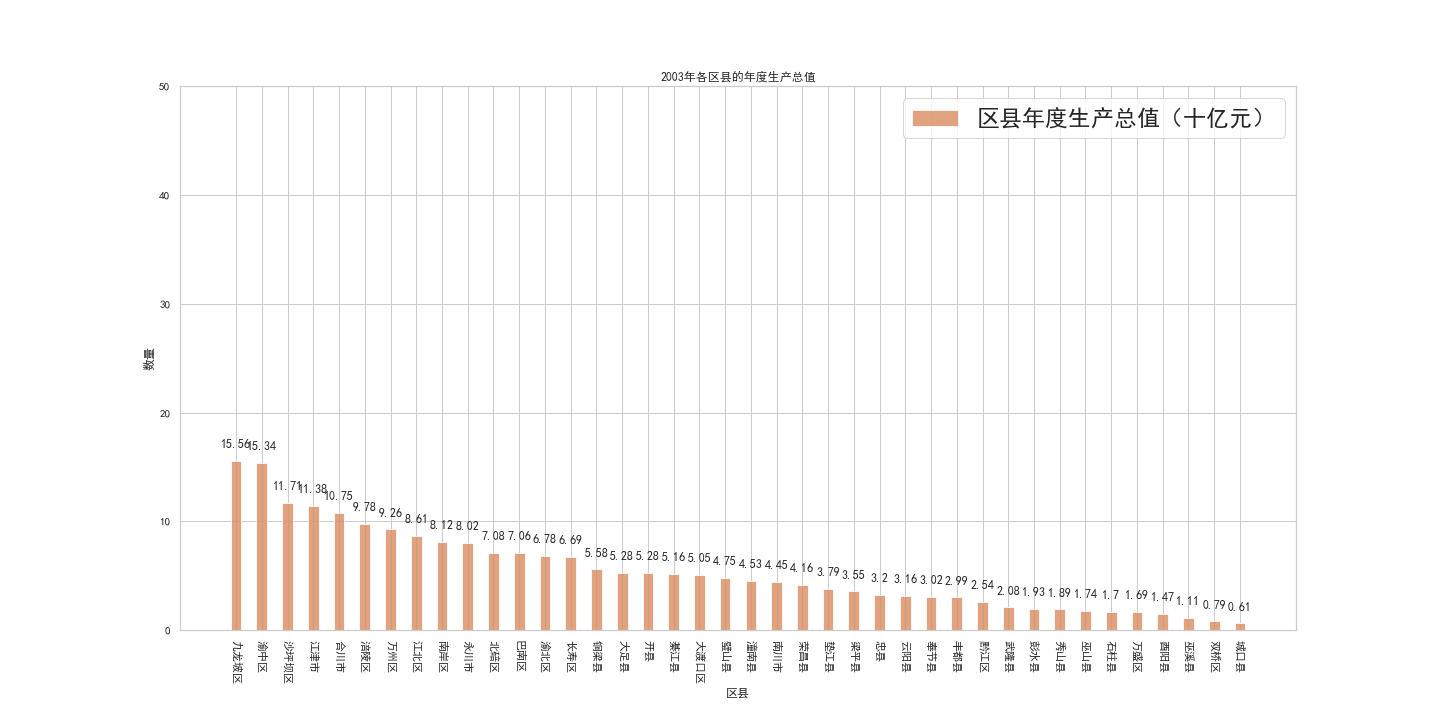 2003年各区县的年度生产总值
区县年度生产总值（十亿元）
50
40
30
20
10
0
数量
15.56
15.34
11.71
11.38
10.75
9.78
9.26
8.61
8.12
8.02
7.08
7.06
6.78
6.69
5.58
5.28
5.28
5.16
5.05
4.75
4.53
4.45
4.16
3.79
3.55
3.2
3.16
3.02
2.99
2.54
2.08
1.93
1.89
1.74
1.7
1.69
1.47
1.11
0.79
0.61
九龙坡区
渝中区
沙坪坝区
江津市
合川市
涪陵区
万州区
江北区
南岸区
永川市
北碚区
巴南区
渝北区
长寿区
铜梁县
大足县
开县
綦江县
大渡口区
璧山县
潼南县
南川市
荣昌县
垫江县
梁平县
忠县
云阳县
奉节县
丰都县
黔江区
武隆县
彭水县
秀山县
巫山县
石柱县
万盛区
酉阳县
巫溪县
双桥区
城口县
区县